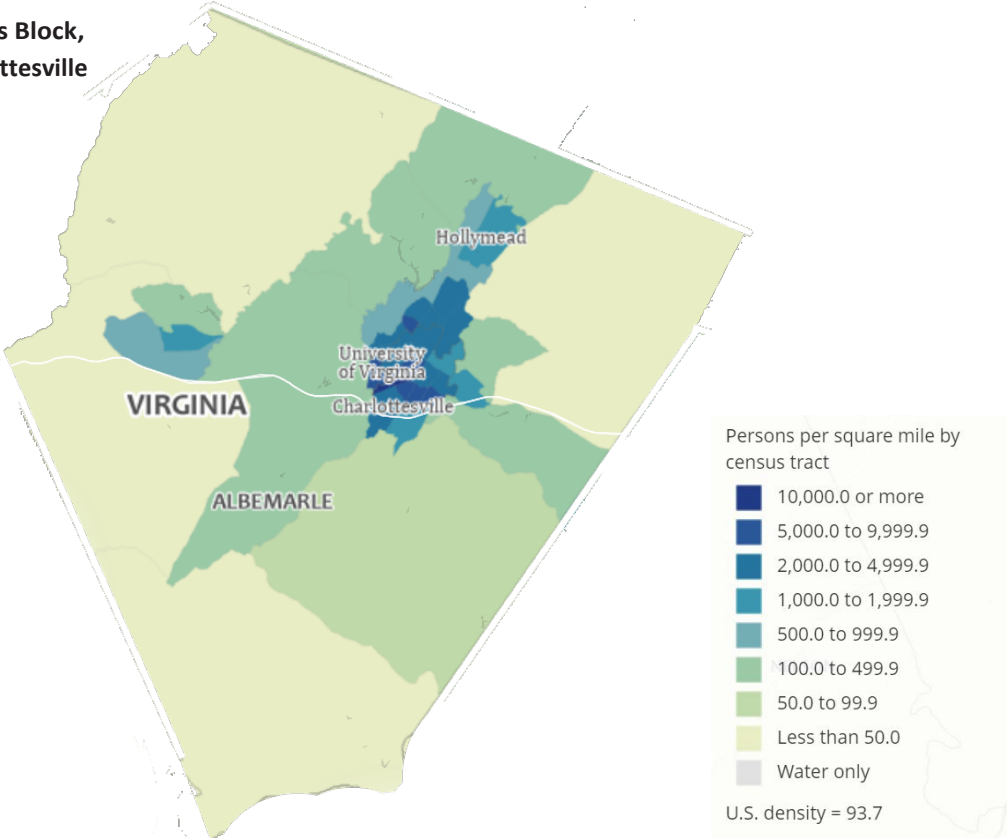 s Block,
ttesville
Hollymead
University
of Virginia
Charlottesville
VIRGINIA
ALBEMARLE
Persons per square mile by
census tract
10,000.0 or more
5,000.0 to 9,999.9
2,000.0 to 4,999.9
1,000.0 to 1,999.9
500.0 to 999.9
100.0 to 499.9
50.0 to 99.9
Less than 50.0
Water only
U.S. density = 93.7